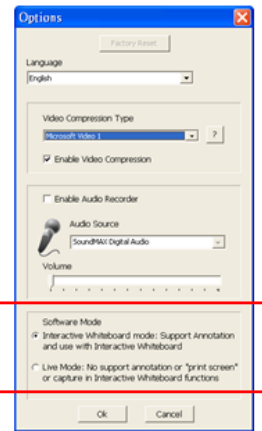 Options
Factory Reset
Language
English
Video Compression Type
Microsoft Video 1
?
Enable Video Compression
Enable Audio Recorder
Audio Source
SoundMAX Digital Audio
Volume
Software Mode
Interactive Whiteboard mode: Support Annotation
and use with Interactive Whiteboard
Live Mode: No support annotation or "print screen"
or capture in Interactive Whiteboard functions
Ok
Cancel